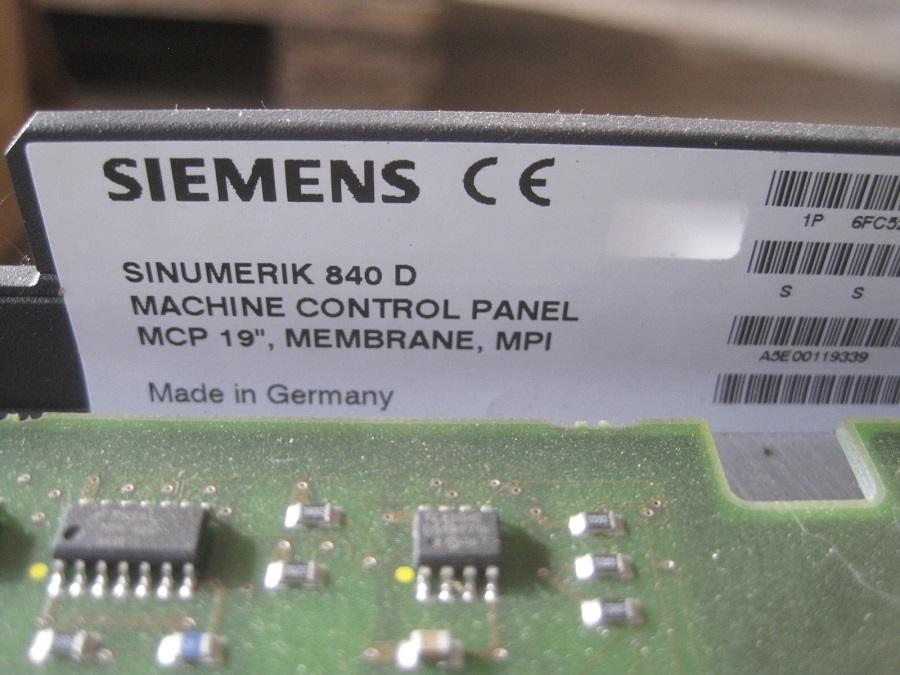 SIEMENS CE
1P 6FC52
SINUMERIK 840 D
S S
MACHINE CONTROL PANEL
MCP 19", MEMBRANE, MPI
A5E00119339
Made in Germany